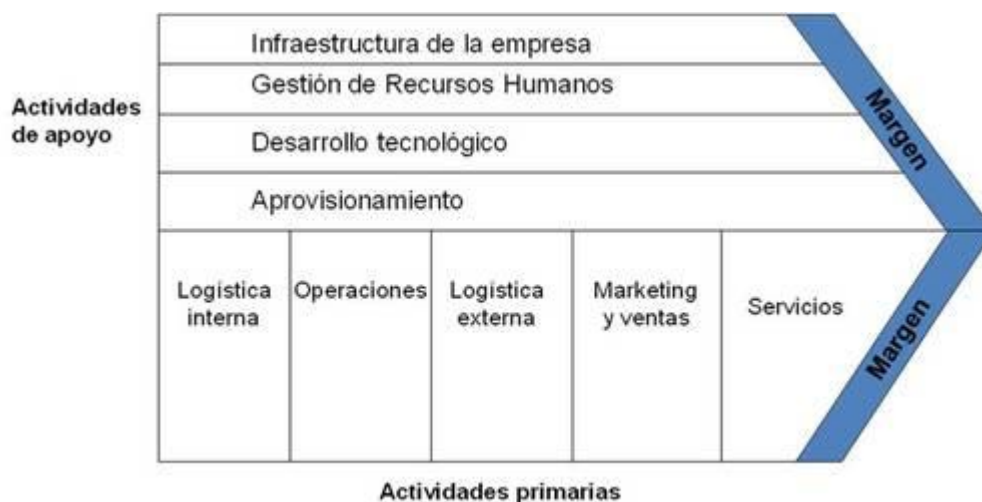 Infraestructura de la empresa
Gestión de Recursos Humanos
Actividades
de apoyo
Desarrollo tecnológico
Aprovisionamiento
Margen
Logística
interna
Operaciones
Logística
externa
Marketing
y ventas
Servicios
Margen
Actividades primarias